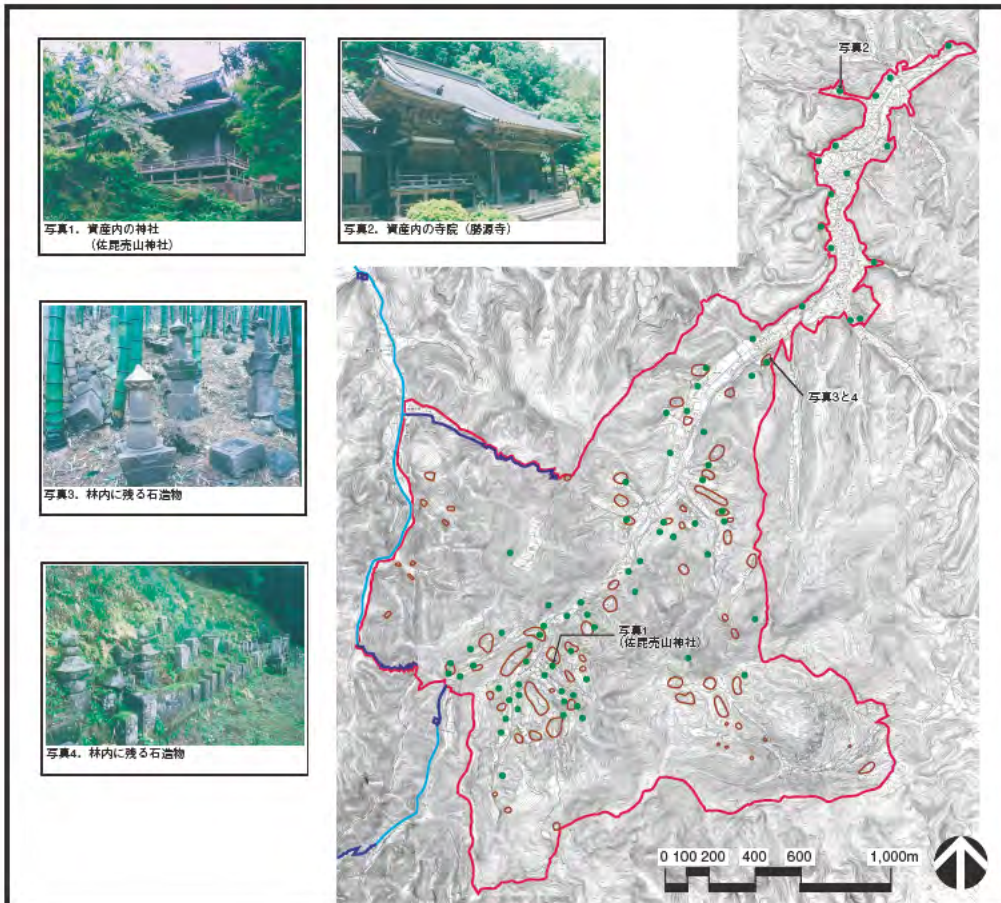 写真1．資産内の神社
（佐毘売山神社）
写真2．資産内の寺院（勝源寺）
写真3．林内に残る石造物
写真4．林内に残る石造物
写真2
写真3と4
写真1
（佐毘売山神社）
0 100 200 400 600 1,000m